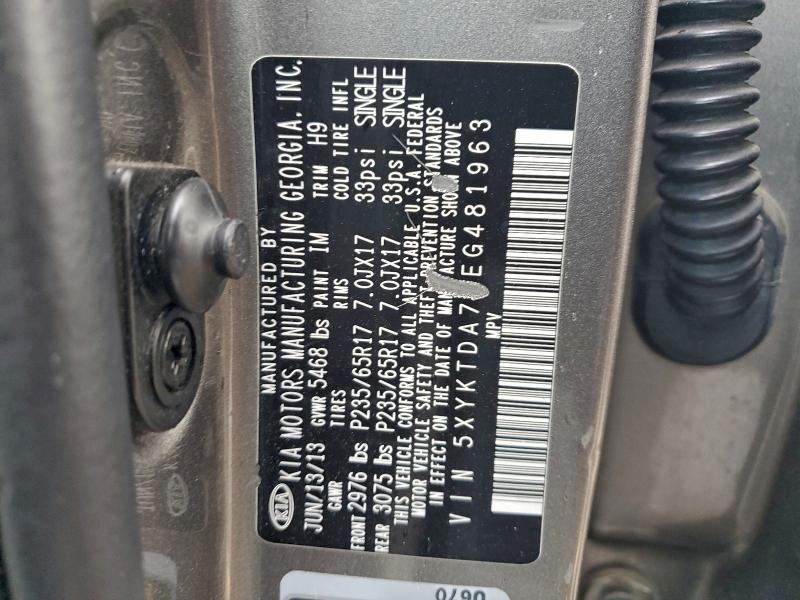 MANUFACTURED BY
KIA KIA MOTORS MANUFACTURING GEORGIA, INC.
JUN/13/13 GVWR 5468 lbs PAINT 1M TRIM H9
GAWR TIRES RIMS COLD TIRE INFL
FRONT 2976 lbs P235/65R17 7.0JX17 33psi SINGLE
REAR 3075 lbs P235/65R17 7.0JX17 33psi SINGLE
THIS VEHICLE CONFORMS TO ALL APPLICABLE U.S.A. FEDERAL
MOTOR VEHICLE SAFETY AND THEFT PREVENTION STANDARDS
IN EFFECT ON THE DATE OF MANUFACTURE SHOWN ABOVE
VIN 5XYKTDA7 EG481963
MPV